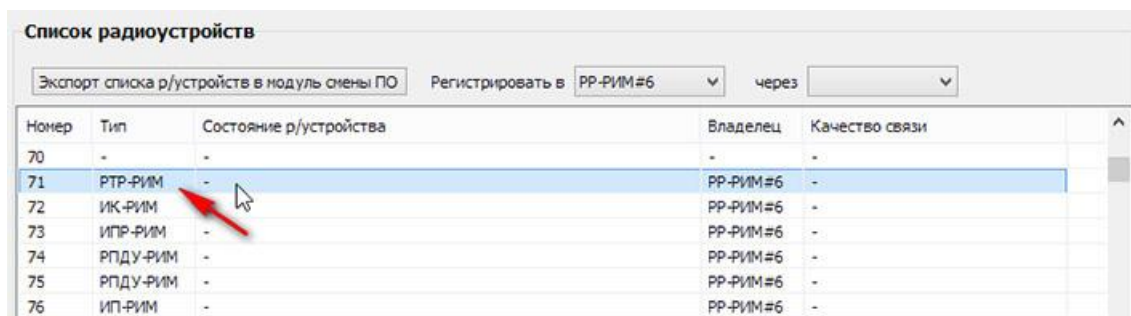 Список радиоустройств
Экспорт списка р/устройств в модуль смены ПО Регистрировать в РР-РИМ#6 через
Номер Тип Состояние р/устройства Владелец Качество связи
70 - - - -
71 РТР-РИМ - РР-РИМ#6 -
72 ИК-РИМ - РР-РИМ#6 -
73 ИПР-РИМ - РР-РИМ#6 -
74 РПДУ-РИМ - РР-РИМ#6 -
75 РПДУ-РИМ - РР-РИМ#6 -
76 ИП-РИМ - РР-РИМ#6 -